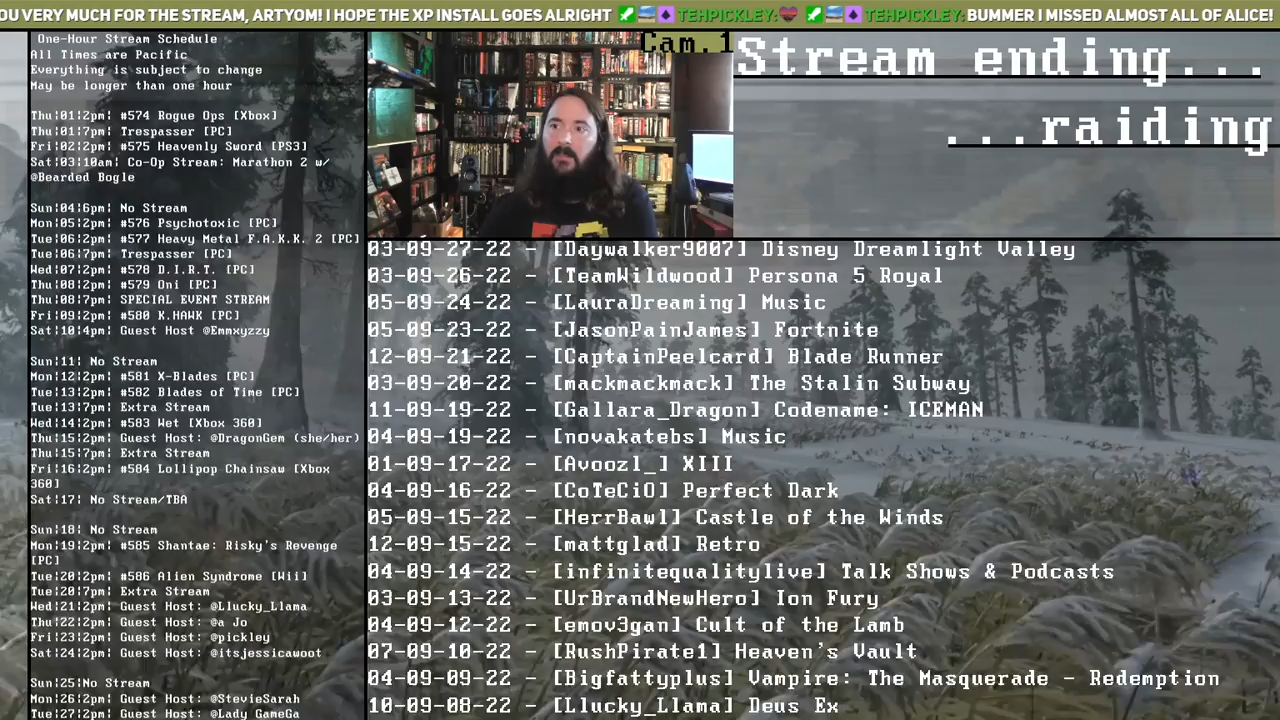 OU VERY MUCH FOR THE STREAM, ARTYOM! I HOPE THE XP INSTALL GOES ALRIGHT TEHPICKLEY: TEHPICKLEY: BUMMER I MISSED ALMOST ALL OF ALICE!
One-Hour Stream Schedule
All Times are Pacific
Everything is subject to change
May be longer than one hour
Thu|01|2pm| #574 Rogue Ops [Xbox]
Thu|01|7pm| Trespasser [PC]
Fri|02|2pm| #575 Heavenly Sword [PS3]
Sat|03|10am| Co-Op Stream: Marathon 2 w/
@Bearded Bogle
Sun|04|6pm| No Stream
Mon|05|2pm| #576 Psychotoxic [PC]
Tue|06|2pm| #577 Heavy Metal F.A.K.K. 2 [PC]
Tue|06|7pm| Trespasser [PC]
Wed|07|2pm| #578 D.I.R.T. [PC]
Thu|08|2pm| #579 Oni [PC]
Thu|08|7pm| SPECIAL EVENT STREAM
Fri|09|2pm| #580 K.HAWK [PC]
Sat|10|4pm| Guest Host @Emmxyzzy
Sun|11| No Stream
Mon|12|2pm| #581 X-Blades [PC]
Tue|13|2pm| #582 Blades of Time [PC]
Tue|13|7pm| Extra Stream
Wed|14|2pm| #583 Wet [Xbox 360]
Thu|15|2pm| Guest Host: @DragonGem (she/her)
Thu|15|7pm| Extra Stream
Fri|16|2pm| #584 Lollipop Chainsaw [Xbox
360]
Sat|17| No Stream/TBA
Sun|18| No Stream
Mon|19|2pm| #585 Shantae: Risky's Revenge
[PC]
Tue|20|2pm| #586 Alien Syndrome [Wii]
Tue|20|7pm| Extra Stream
Wed|21|2pm| Guest Host: @Llucky_Llama
Thu|22|2pm| Guest Host: @a Jo
Fri|23|2pm| Guest Host: @pickley
Sat|24|2pm| Guest Host: @itsjessicawoot
Sun|25|No Stream
Mon|26|2pm| Guest Host: @StevieSarah
Tue|27|2pm| Guest Host: @Lady GameGa
Cam.1
Stream ending...
...raiding
03-09-27-22 - [Daywalker9007] Disney Dreamlight Valley
03-09-26-22 - [TeamWildwood] Persona 5 Royal
05-09-24-22 - [LauraDreaming] Music
05-09-23-22 - [JasonPainJames] Fortnite
12-09-21-22 - [CaptainPeelcard] Blade Runner
03-09-20-22 - [mackmackmack] The Stalin Subway
11-09-19-22 - [Gallara_Dragon] Codename: ICEMAN
04-09-19-22 - [novakatebs] Music
01-09-17-22 - [Avoozl_] XIII
04-09-16-22 - [CoTeCiO] Perfect Dark
05-09-15-22 - [HerrBawl] Castle of the Winds
12-09-15-22 - [mattglad] Retro
04-09-14-22 - [infinitequalitylive] Talk Shows & Podcasts
03-09-13-22 - [UrBrandNewHero] Ion Fury
04-09-12-22 - [emov3gan] Cult of the Lamb
07-09-10-22 - [RushPirate1] Heaven's Vault
04-09-09-22 - [Bigfattyplus] Vampire: The Masquerade - Redemption
10-09-08-22 - [Llucky_Llama] Deus Ex